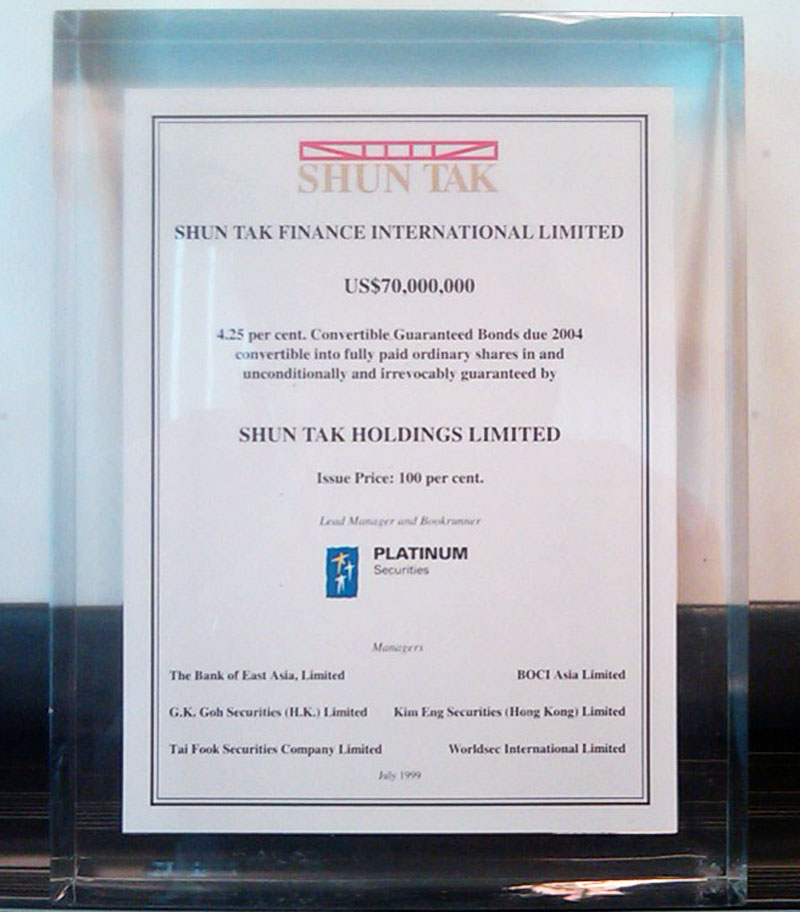 SHUN TAK
SHUN TAK FINANCE INTERNATIONAL LIMITED
US$70,000,000
4.25 per cent. Convertible Guaranteed Bonds due 2004
convertible into fully paid ordinary shares in and
unconditionally and irrevocably guaranteed by
SHUN TAK HOLDINGS LIMITED
Issue Price: 100 per cent.
Lead Manager and Bookrunner
PLATINUM
Securities
Managers
The Bank of East Asia, Limited BOCI Asia Limited
G.K. Goh Securities (H.K.) Limited Kim Eng Securities (Hong Kong) Limited
Tai Fook Securities Company Limited Worldsec International Limited
July 1999